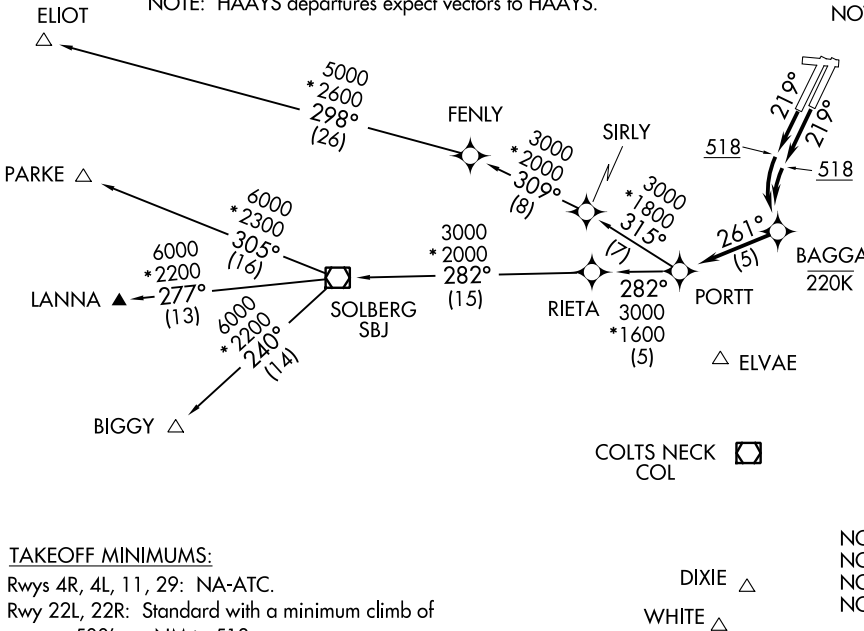 NOTE: HAAYS departures expect vectors to HAAYS.
ELIOT
5000
*2600
298°
(26)
FENLY
3000
*2000
309°
(8)
SIRLY
3000
*1800
315°
(7)
219°
219°
518
518
PARKE
6000
*2300
305°
(16)
3000
*2000
282°
(15)
261°
(5)
BAGGA
220K
6000
*2200
277°
(13)
LANNA
SOLBERG
SBJ
RIETA
282°
3000
*1600
(5)
PORTT
6000
*2200
240°
(14)
ELVAE
BIGGY
COLTS NECK
COL
TAKEOFF MINIMUMS:
Rwys 4R, 4L, 11, 29: NA-ATC.
Rwy 22L, 22R: Standard with a minimum climb of
DIXIE
WHITE